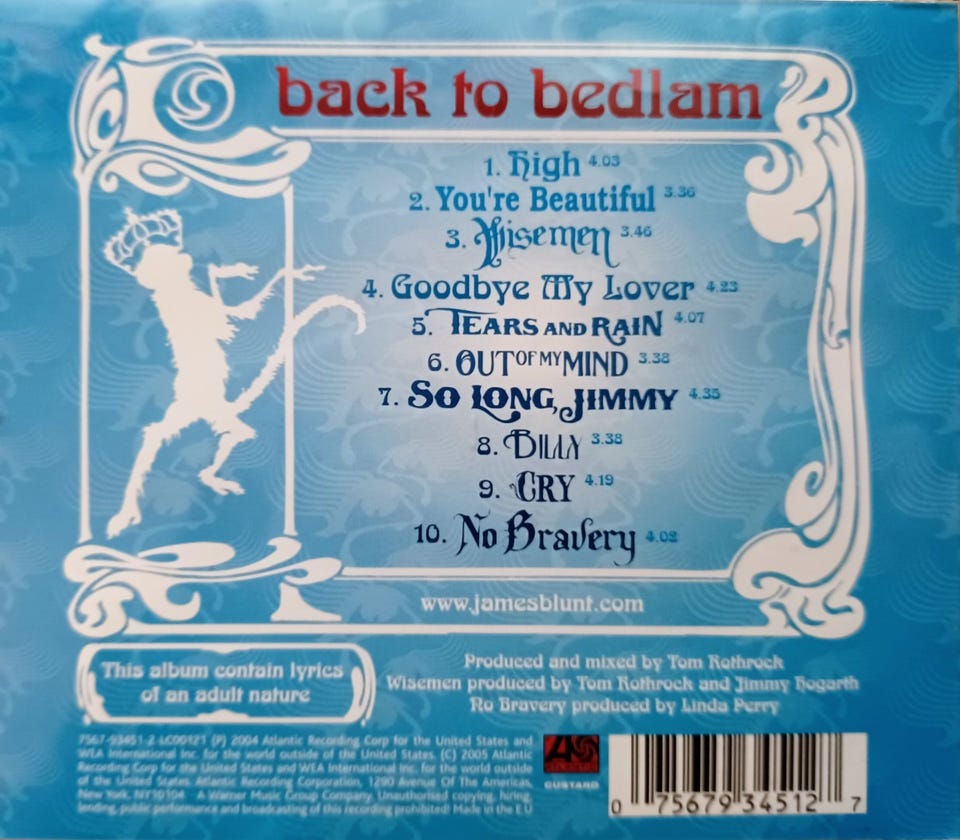 back to bedlam
1. High 4.03
2. You're Beautiful 3.36
3. Wisemen 3.46
4. Goodbye My Lover 4.23
5. TEARS AND RAIN 4.07
6. OUT OF MY MIND 3.38
7. SO LONG, JIMMY 4.35
8. BILLY 3.38
9. CRY 4.19
10. No Bravery 4.02
www.jamesblunt.com
This album contain lyrics
of an adult nature
Produced and mixed by Tom Rothrock
Wisemen produced by Tom Rothrock and Jimmy Hogarth
No Bravery produced by Linda Perry
7567-93451-2 LC00121 (P) 2004 Atlantic Recording Corp for the United States and
WEA International Inc. for the world outside of the United States. (C) 2005 Atlantic
Recording Corp for the United States and WEA International Inc. for the world outside
of the United States. Atlantic Recording Corporation, 1290 Avenue Of The Americas,
New York, NY10104 A Warner Music Group Company. Unauthorised copying, hiring,
lending, public performance and broadcasting of this recording prohibited! Made in the E.U
CUSTARD
0 75679 34512 7